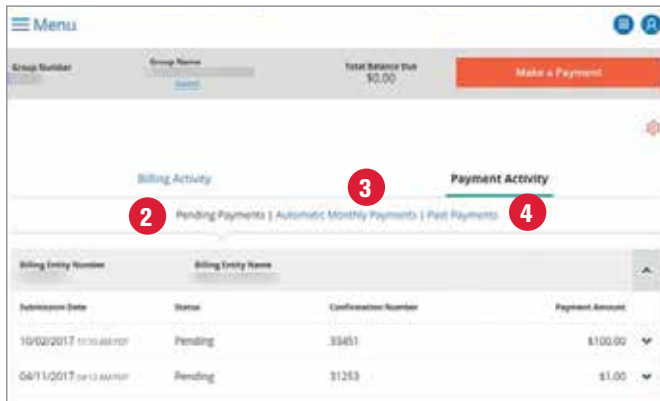 Menu
Group Number Group Name Total Balance Due Make a Payment
$0.00
Billing Activity 3 Payment Activity
2 Pending Payments | Automatic Monthly Payments | Past Payments 4
Billing Entity Number Billing Entity Name
Submission Date Status Confirmation Number Payment Amount
10/02/2017 Pending 33451 $100.00
04/11/2017 Pending 31253 $1.00